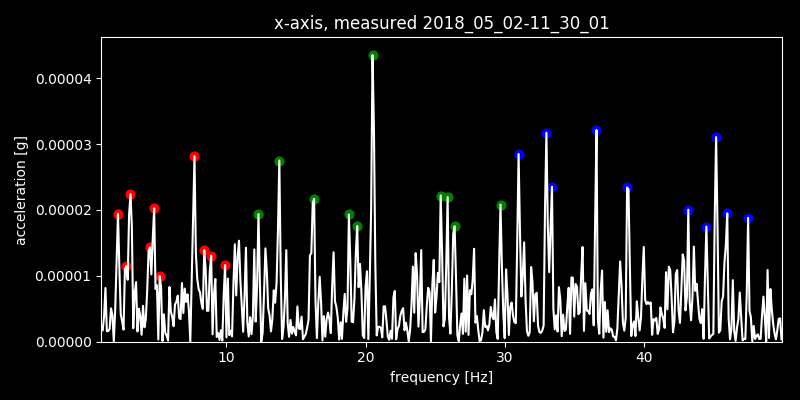 x-axis, measured 2018_05_02-11_30_01
acceleration [g]
0.00004
0.00003
0.00002
0.00001
0.00000
10 20 30 40
frequency [Hz]